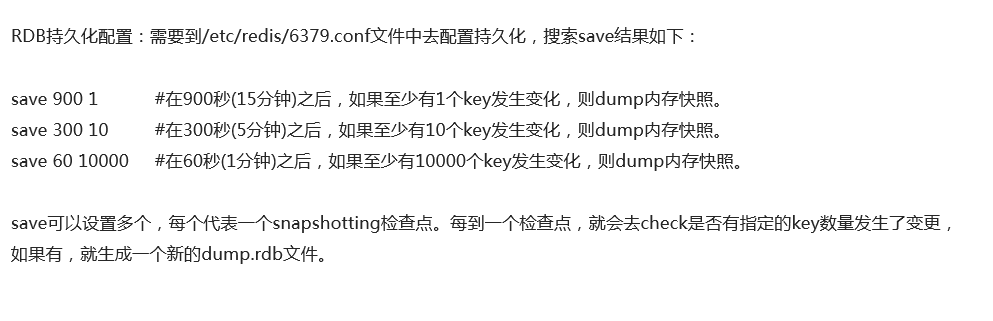 RDB持久化配置：需要到/etc/redis/6379.conf文件中去配置持久化，搜索save结果如下：
save 900 1 #在900秒(15分钟)之后，如果至少有1个key发生变化，则dump内存快照。
save 300 10 #在300秒(5分钟)之后，如果至少有10个key发生变化，则dump内存快照。
save 60 10000 #在60秒(1分钟)之后，如果至少有10000个key发生变化，则dump内存快照。
save可以设置多个，每个代表一个snapshotting检查点。每到一个检查点，就会去check是否有指定的key数量发生了变更，
如果有，就生成一个新的dump.rdb文件。